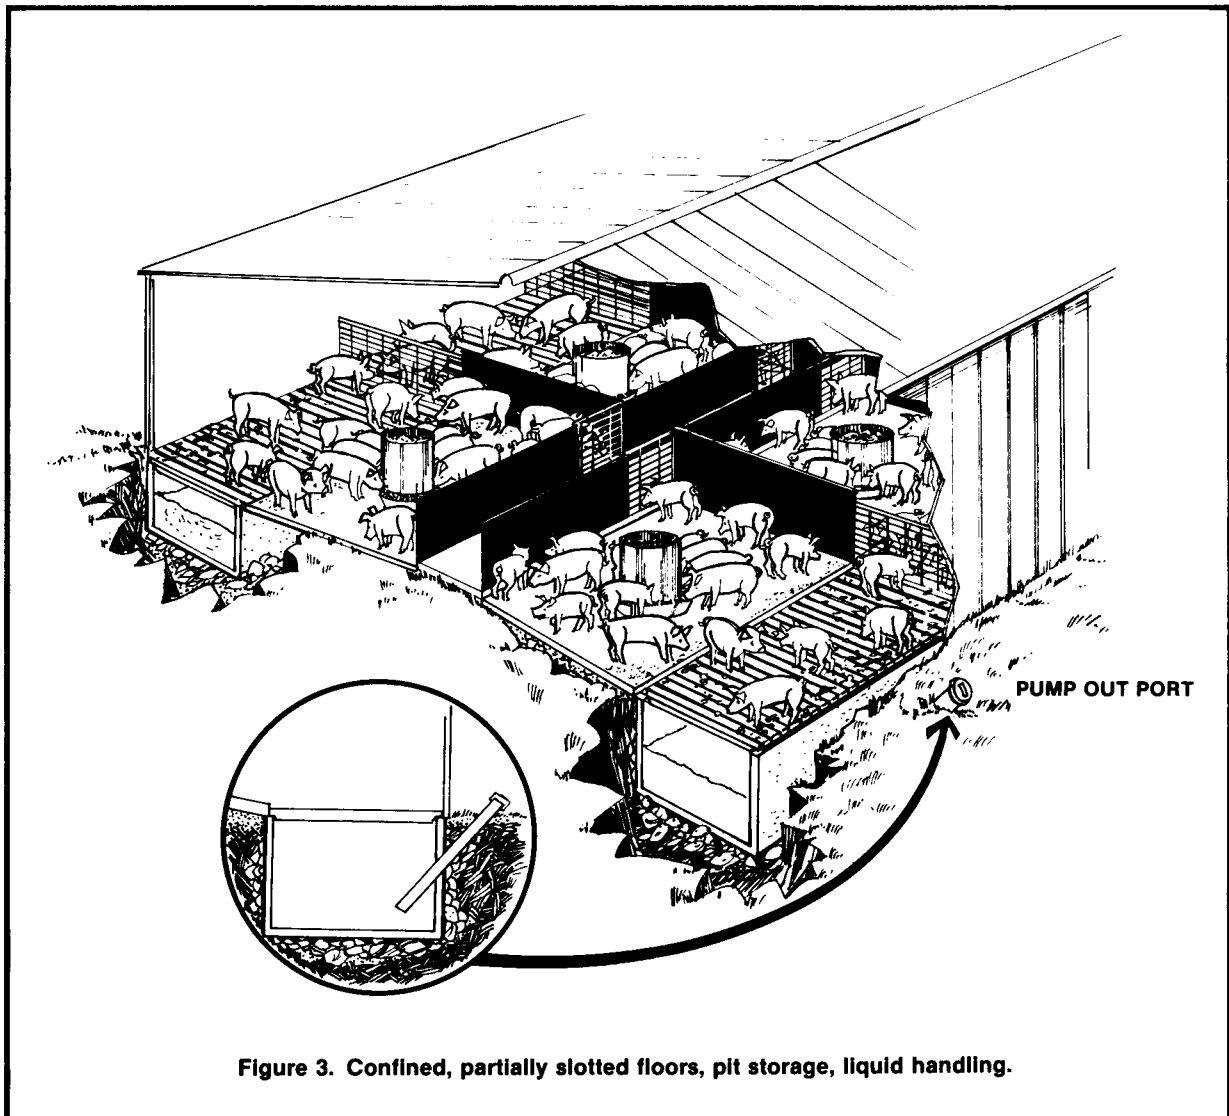 PUMP OUT PORT
Figure 3. Confined, partially slotted floors, pit storage, liquid handling.